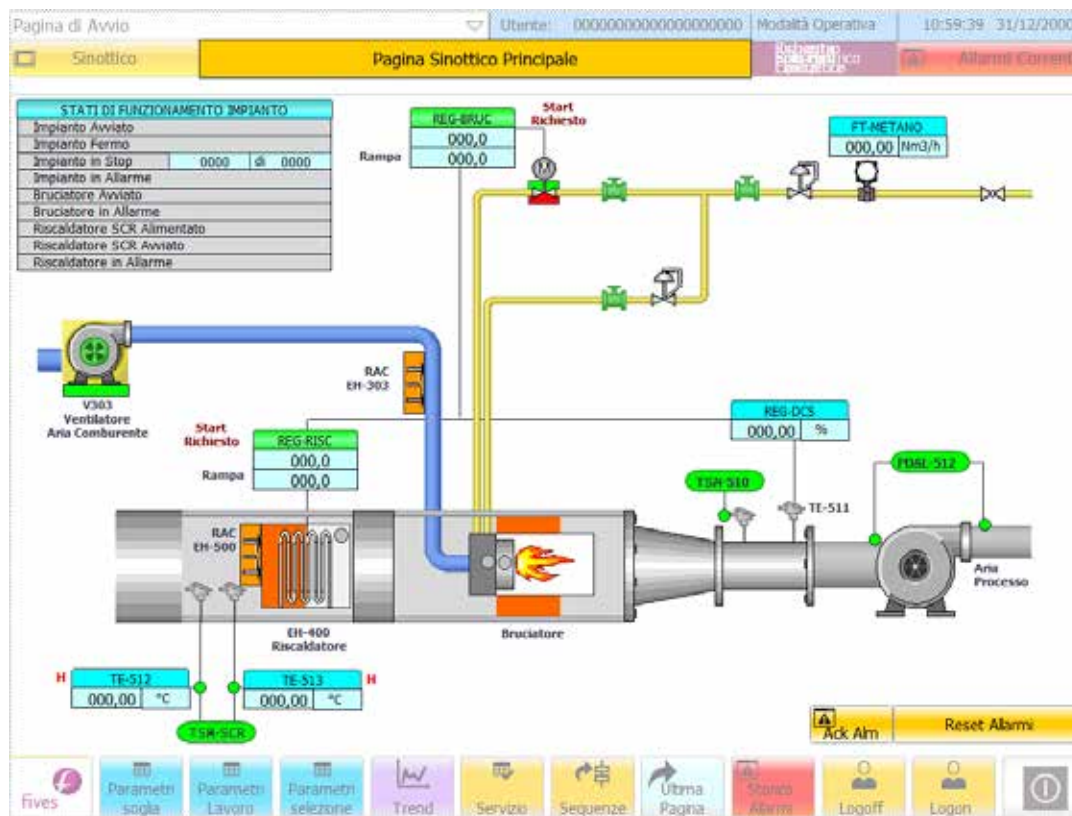 Pagina di Avvio
Utente: 00000000000000000000
Modalità Operativa
10:59:39 31/12/2000
Sinottico
Pagina Sinottico Principale
Allarmi Correnti
STATI DI FUNZIONAMENTO IMPIANTO
Impianto Avviato
Impianto Fermo
Impianto in Stop 0000 di 0000
Impianto in Allarme
Bruciatore Avviato
Bruciatore in Allarme
Riscaldatore SCR Alimentato
Riscaldatore SCR Avviato
Riscaldatore in Allarme
REG-BRUC
000,0
Rampa 000,0
Start
Richiesto
M
FT-METANO
000,00 Nm3/h
V303
Ventilatore
Aria Comburente
RAC
EH-303
Start
Richiesto
REG-RISC
000,0
Rampa 000,0
REG-DCS
000,00 %
TSH-510
TE-511
PDSL-512
Aria
Processo
RAC
EH-500
EH-400
Riscaldatore
Bruciatore
H TE-512
000,00 °C
TE-513 H
000,00 °C
TSH-SCR
Ack Alm
Reset Allarmi
fives
Parametri
soglia
Parametri
Lavoro
Parametri
selezione
Trend
Servizio
Sequenze
Ultima
Pagina
Storico
Allarmi
Logoff
Logon